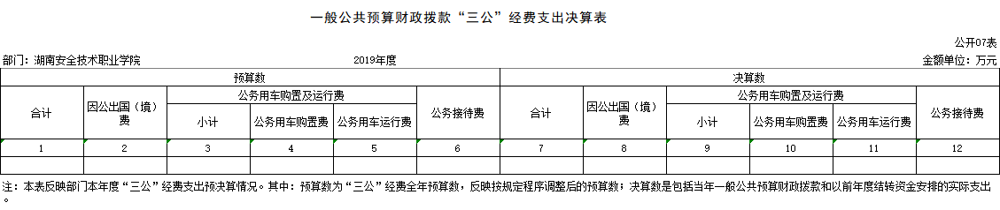 一般公共预算财政拨款“三公”经费支出决算表
公开07表
部门：湖南安全技术职业学院 2019年度 金额单位：万元
预算数 决算数
合计 因公出国（境）费 公务用车购置及运行费 公务接待费 合计 因公出国（境）费 公务用车购置及运行费 公务接待费
小计 公务用车购置费 公务用车运行费 小计 公务用车购置费 公务用车运行费
1 2 3 4 5 6 7 8 9 10 11 12
注：本表反映部门本年度“三公”经费支出预决算情况。其中：预算数为“三公”经费全年预算数，反映按规定程序调整后的预算数；决算数是包括当年一般公共预算财政拨款和以前年度结转资金安排的实际支出
。